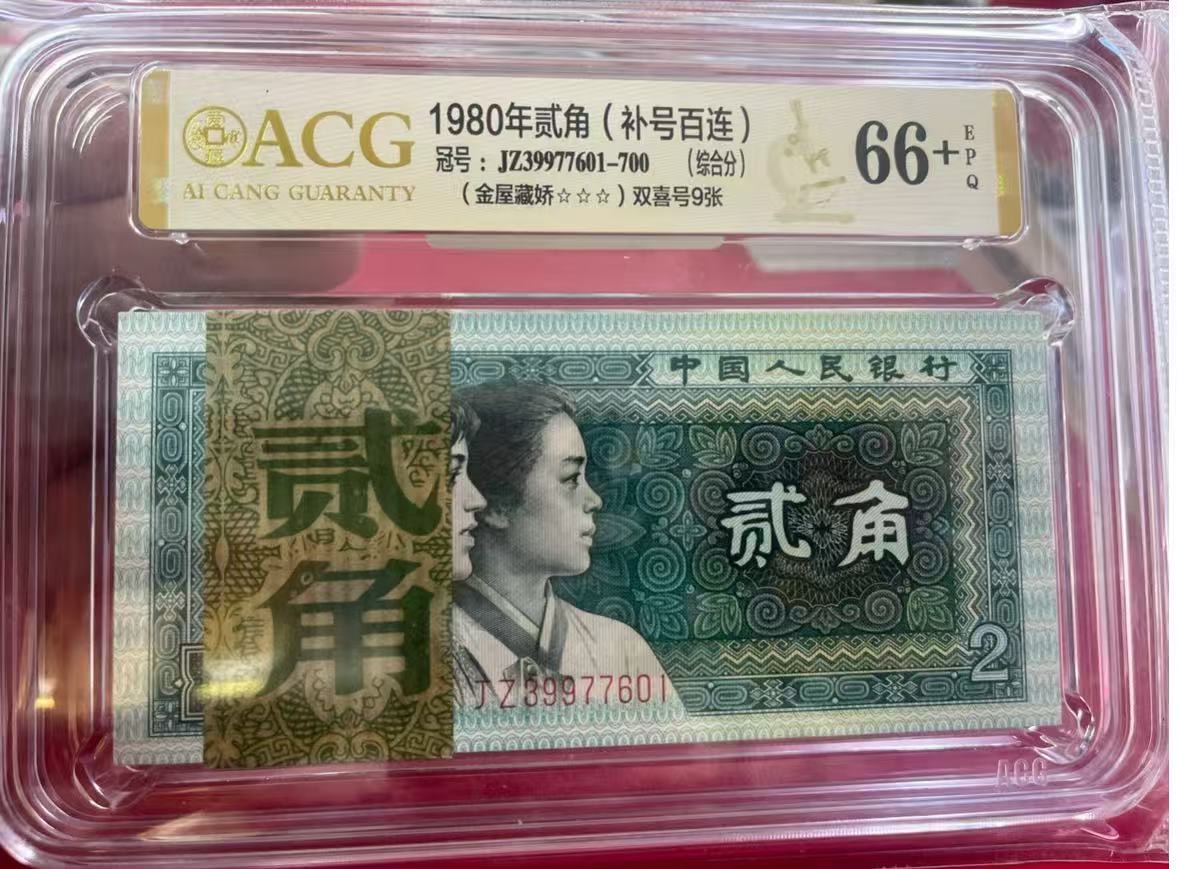 ACG
AI CANG GUARANTY
1980年贰角（补号百连）
冠号：JZ39977601-700 （综合分）
（金屋藏娇☆☆☆）双喜号9张
66+
EPQ
中国人民银行
贰角
贰角
2
JZ39977601
ACG